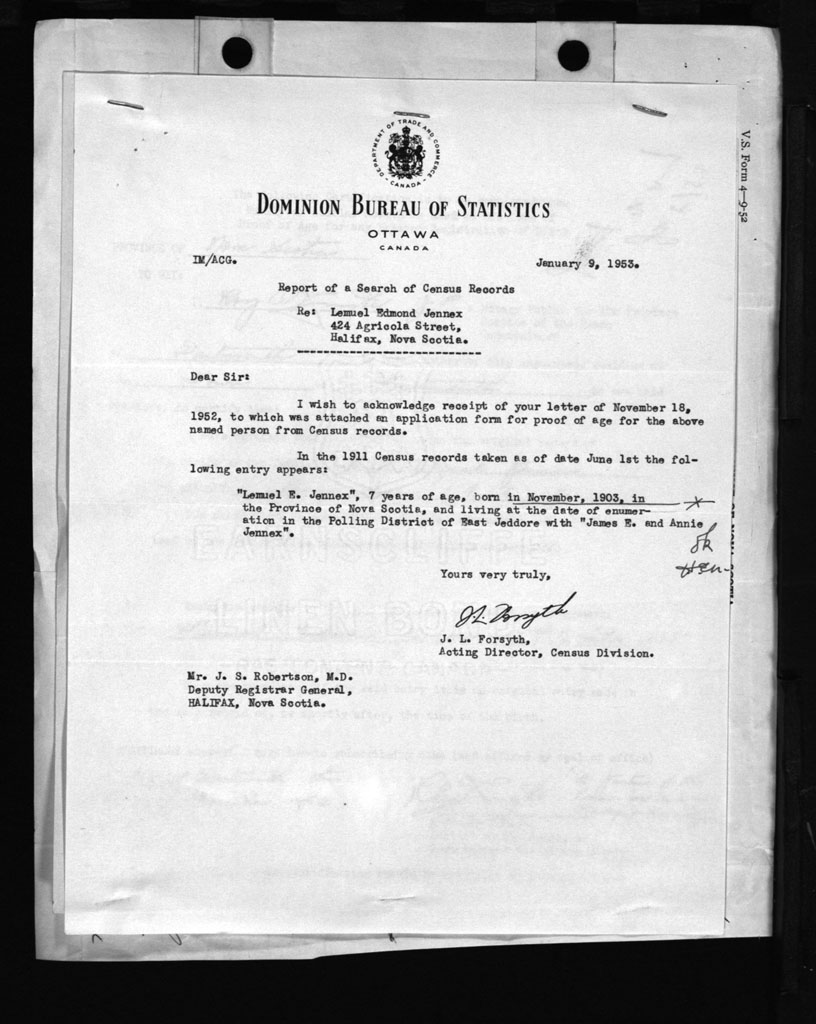 DEPARTMENT OF TRADE AND COMMERCE
- CANADA -
DOMINION BUREAU OF STATISTICS
OTTAWA
CANADA
V.S. Form 4-9-52
IM/ACG.
January 9, 1953.
Report of a Search of Census Records
Re: Lemuel Edmond Jennex
424 Agricola Street,
Halifax, Nova Scotia.
Dear Sir:
I wish to acknowledge receipt of your letter of November 18,
1952, to which was attached an application form for proof of age for the above
named person from Census records.
In the 1911 Census records taken as of date June 1st the fol-
lowing entry appears:
"Lemuel E. Jennex", 7 years of age, born in November, 1903, in
the Province of Nova Scotia, and living at the date of enumer-
ation in the Polling District of East Jeddore with "James E. and Annie
Jennex".
ok
Yours very truly,
J. L. Forsyth
J. L. Forsyth,
Acting Director, Census Division.
Mr. J. S. Robertson, M.D.
Deputy Registrar General,
HALIFAX, Nova Scotia.